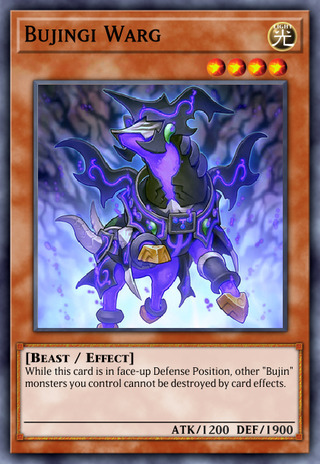 Bujingi Warg
LIGHT
光
[Beast / Effect]
While this card is in face-up Defense Position, other "Bujin"
monsters you control cannot be destroyed by card effects.
ATK/1200 DEF/1900